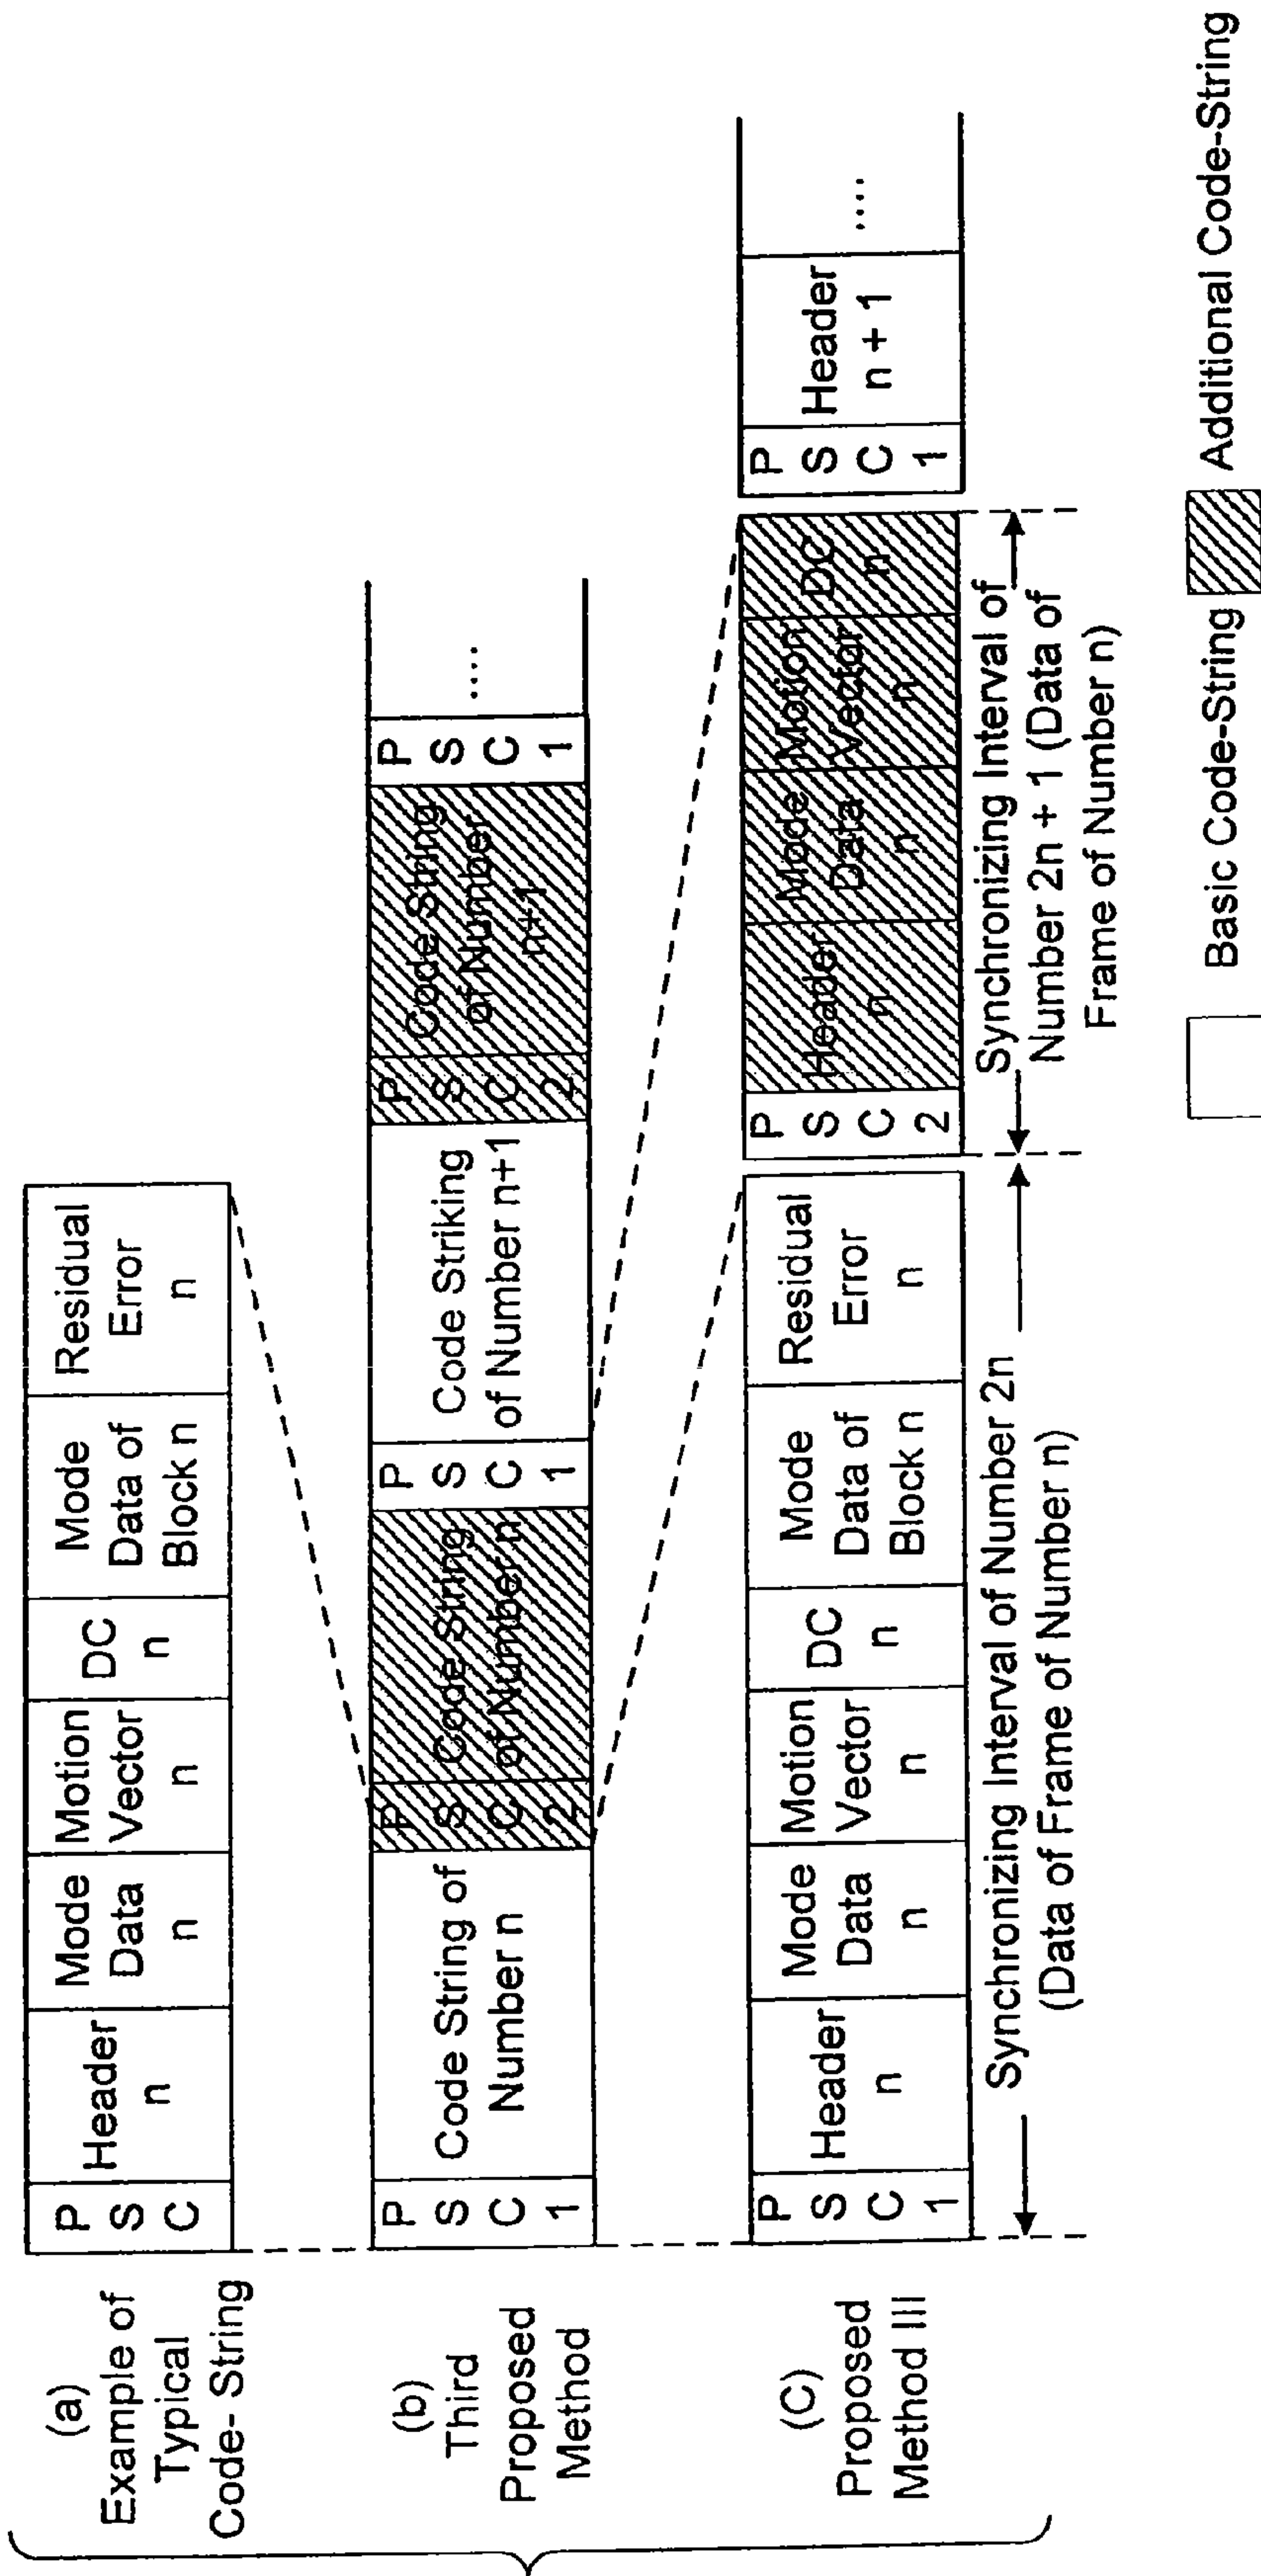 (a)
Example of
Typical
Code- String
P
S
C
Header
n
Mode
Data
n
Motion
Vector
n
DC
n
Mode
Data of
Block n
Residual
Error
n
(b)
Third
Proposed
Method
P
S
C
1
Code String of
Number n
P
S
C
2
Code String
of Number n
P
S
C
1
Code Striking
of Number n+1
P
S
C
2
Code String
of Number
n+1
P
S
C
1
....
(C)
Proposed
Method III
P
S
C
1
Header
n
Mode
Data
n
Motion
Vector
n
DC
n
Mode
Data of
Block n
Residual
Error
n
P
S
C
2
Header
n
Mode
Data
n
Motion
Vector
n
DC
n
P
S
C
1
Header
n + 1
....
Synchronizing Interval of Number 2n
(Data of Frame of Number n)
Synchronizing Interval of
Number 2n + 1 (Data of
Frame of Number n)
Basic Code-String
Additional Code-String